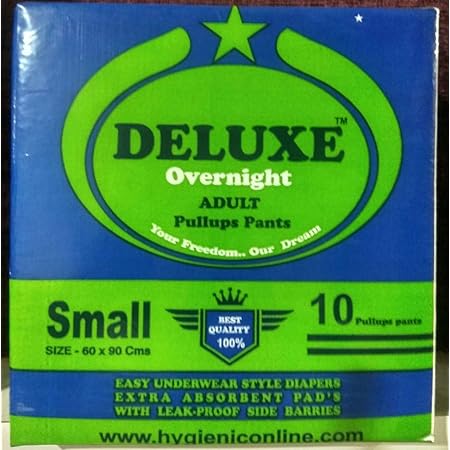 DELUXE™
Overnight
ADULT
Pullups Pants
Your Freedom.. Our Dream
Small
SIZE - 60 x 90 Cms
BEST
QUALITY
100%
10 Pullups pants
EASY UNDERWEAR STYLE DIAPERS
EXTRA ABSORBENT PAD'S
WITH LEAK-PROOF SIDE BARRIES
www.hygieniconline.com